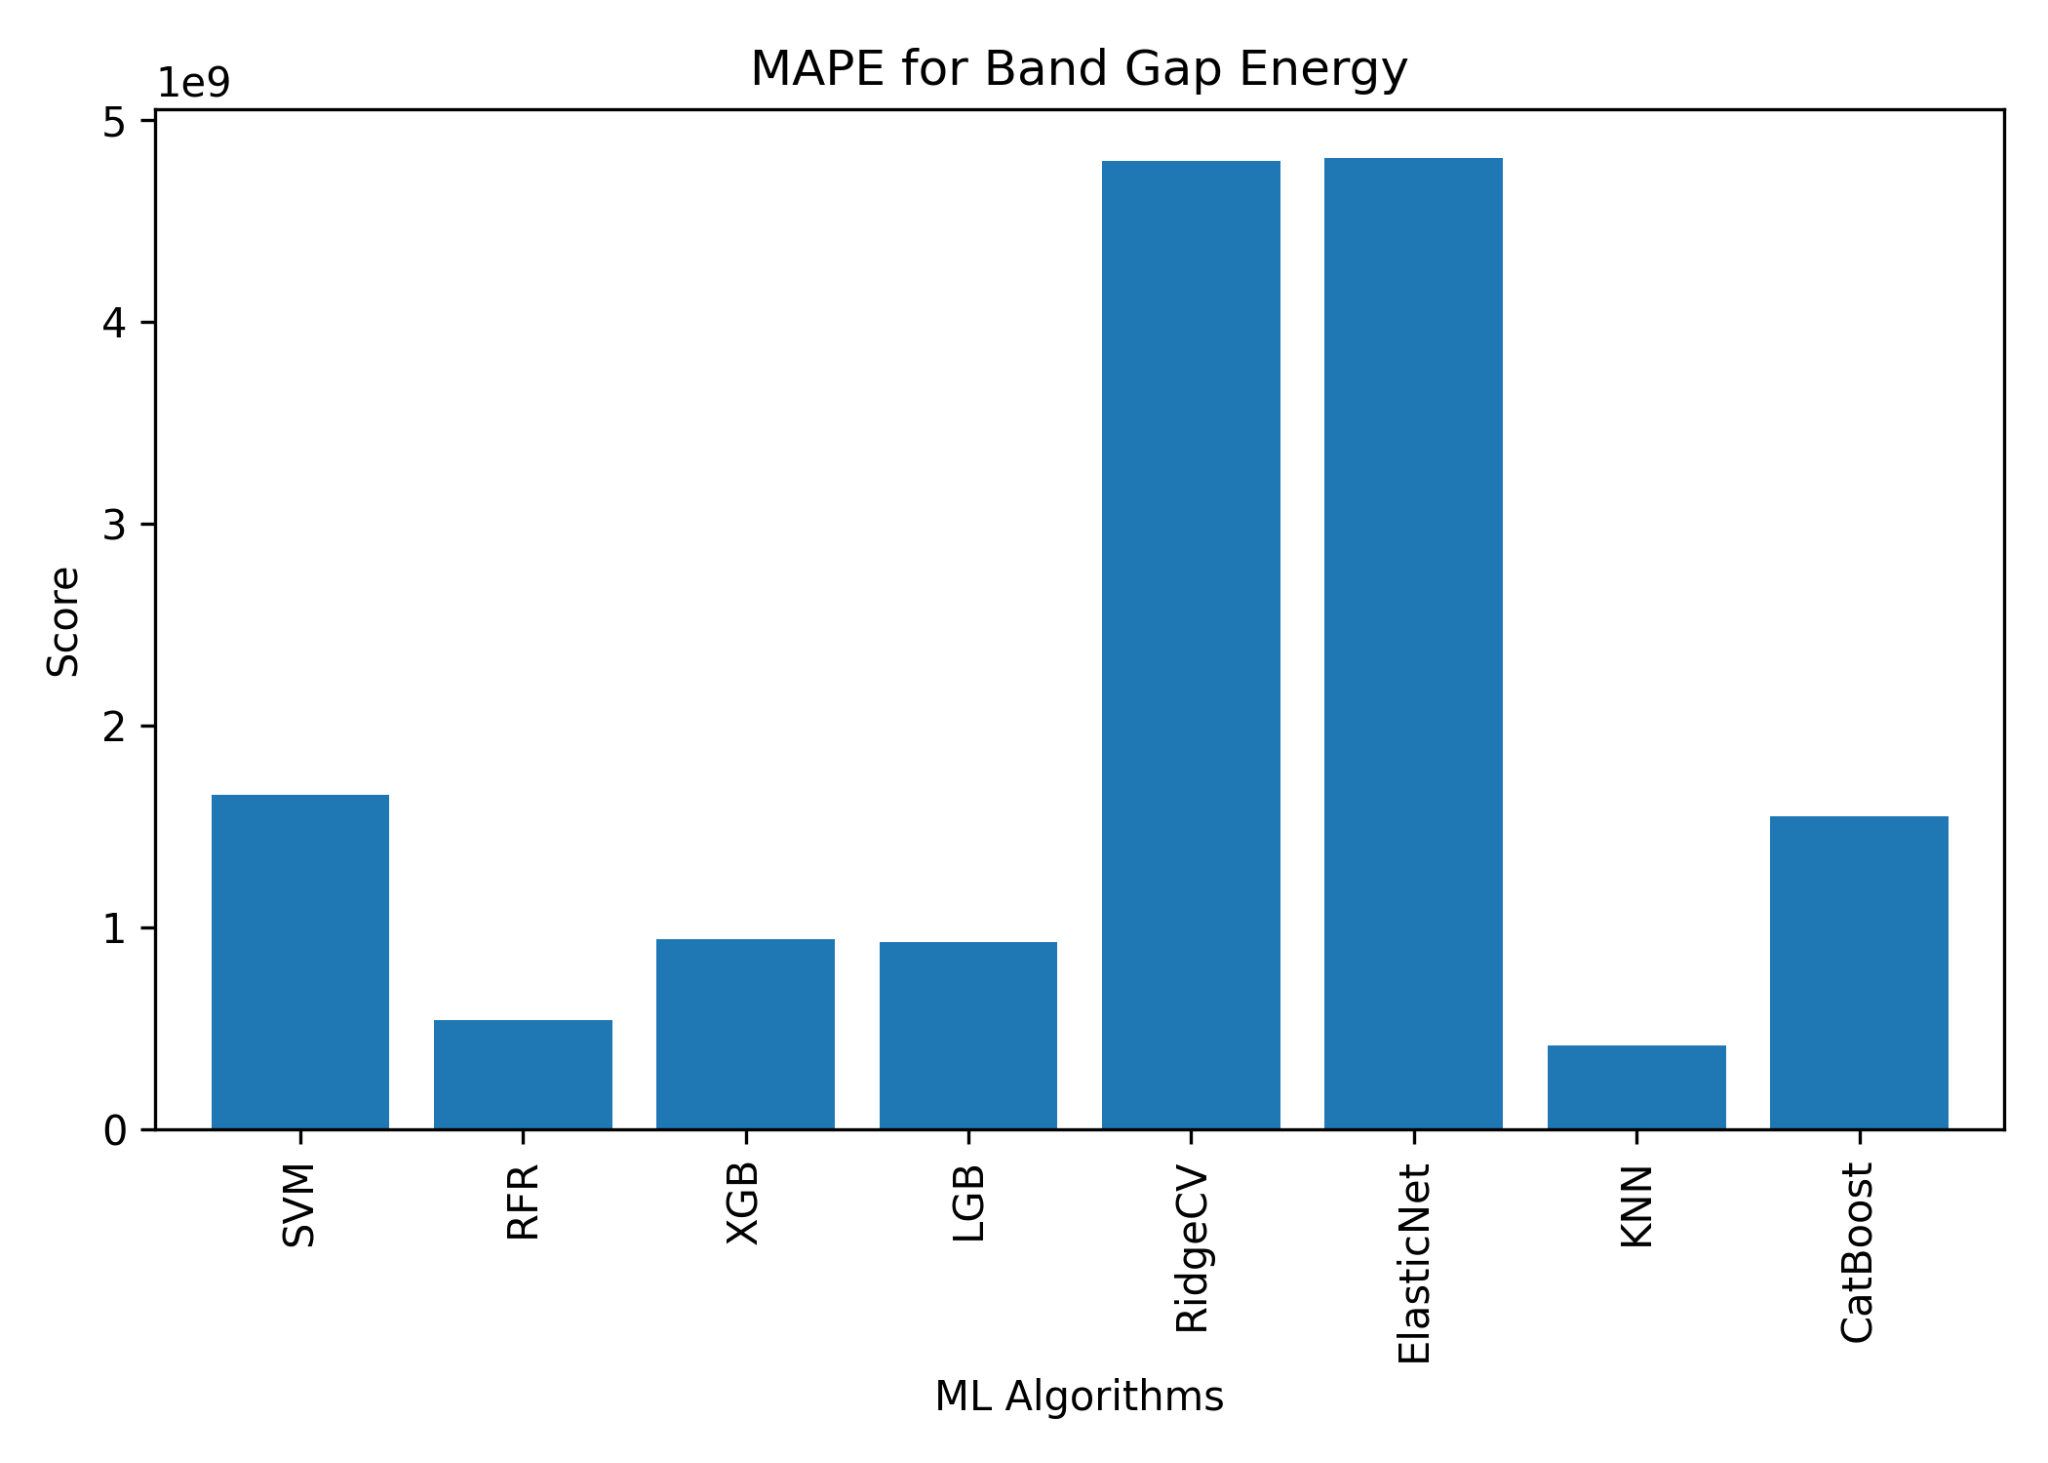 MAPE for Band Gap Energy
1e9
5
4
3
2
1
0
Score
SVM
RFR
XGB
LGB
RidgeCV
ElasticNet
KNN
CatBoost
ML Algorithms